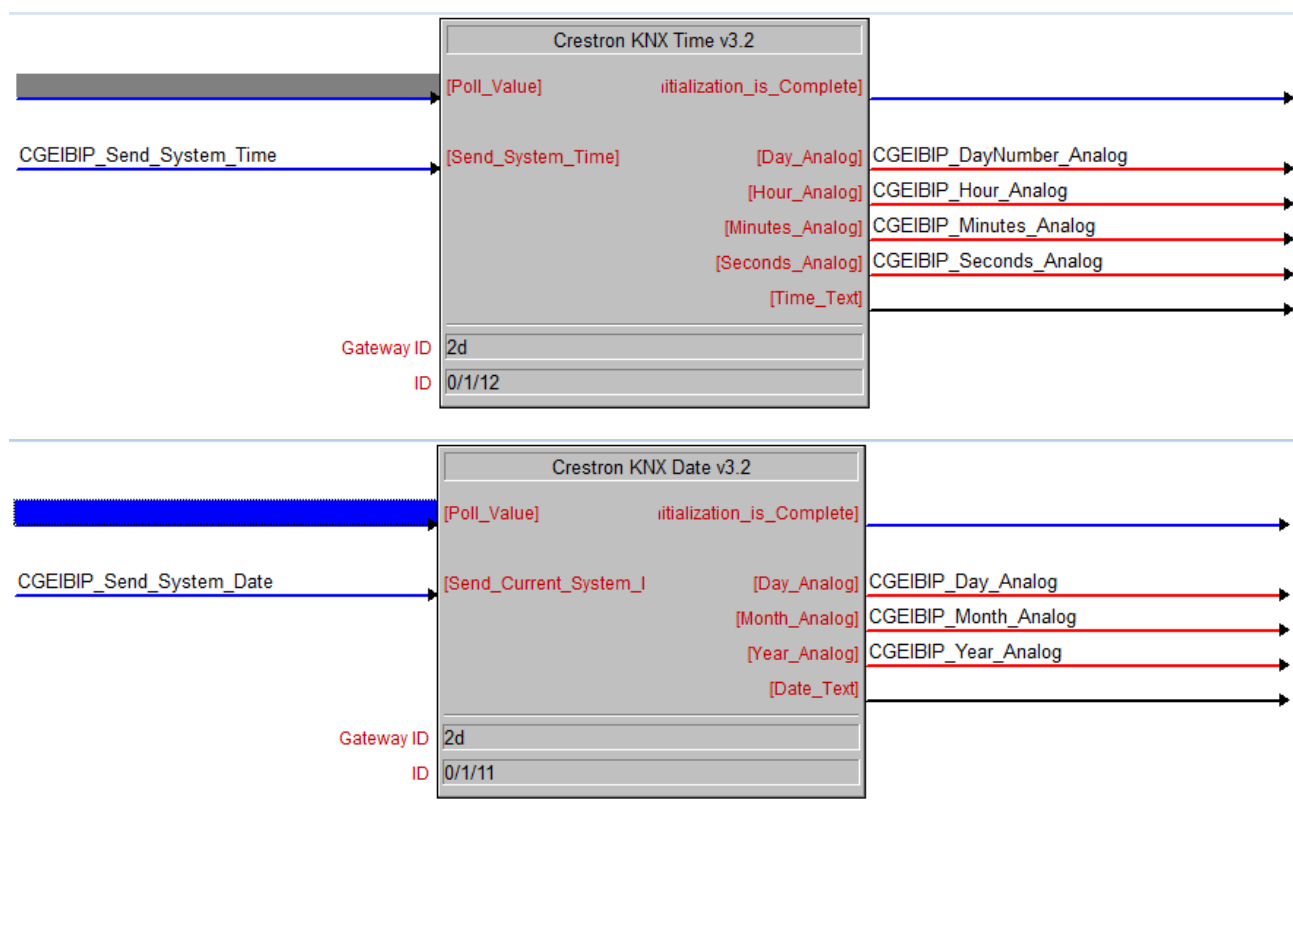 Crestron KNX Time v3.2
[Poll_Value] itialization_is_Complete]
CGEIBIP_Send_System_Time [Send_System_Time] [Day_Analog] CGEIBIP_DayNumber_Analog
[Hour_Analog] CGEIBIP_Hour_Analog
[Minutes_Analog] CGEIBIP_Minutes_Analog
[Seconds_Analog] CGEIBIP_Seconds_Analog
[Time_Text]
Gateway ID 2d
ID 0/1/12
Crestron KNX Date v3.2
[Poll_Value] itialization_is_Complete]
CGEIBIP_Send_System_Date [Send_Current_System_I [Day_Analog] CGEIBIP_Day_Analog
[Month_Analog] CGEIBIP_Month_Analog
[Year_Analog] CGEIBIP_Year_Analog
[Date_Text]
Gateway ID 2d
ID 0/1/11